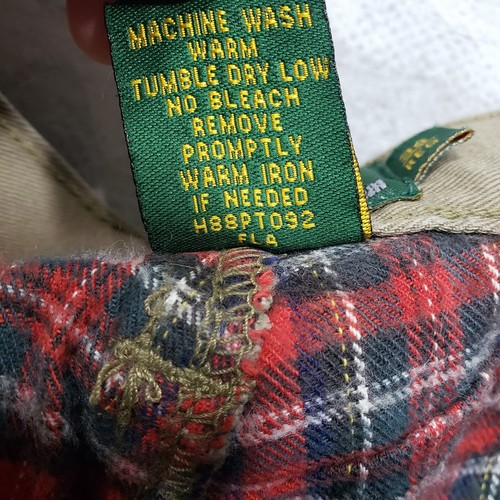 MACHINE WASH
WARM
TUMBLE DRY LOW
NO BLEACH
REMOVE
PROMPTLY
WARM IRON
IF NEEDED
H88PT092